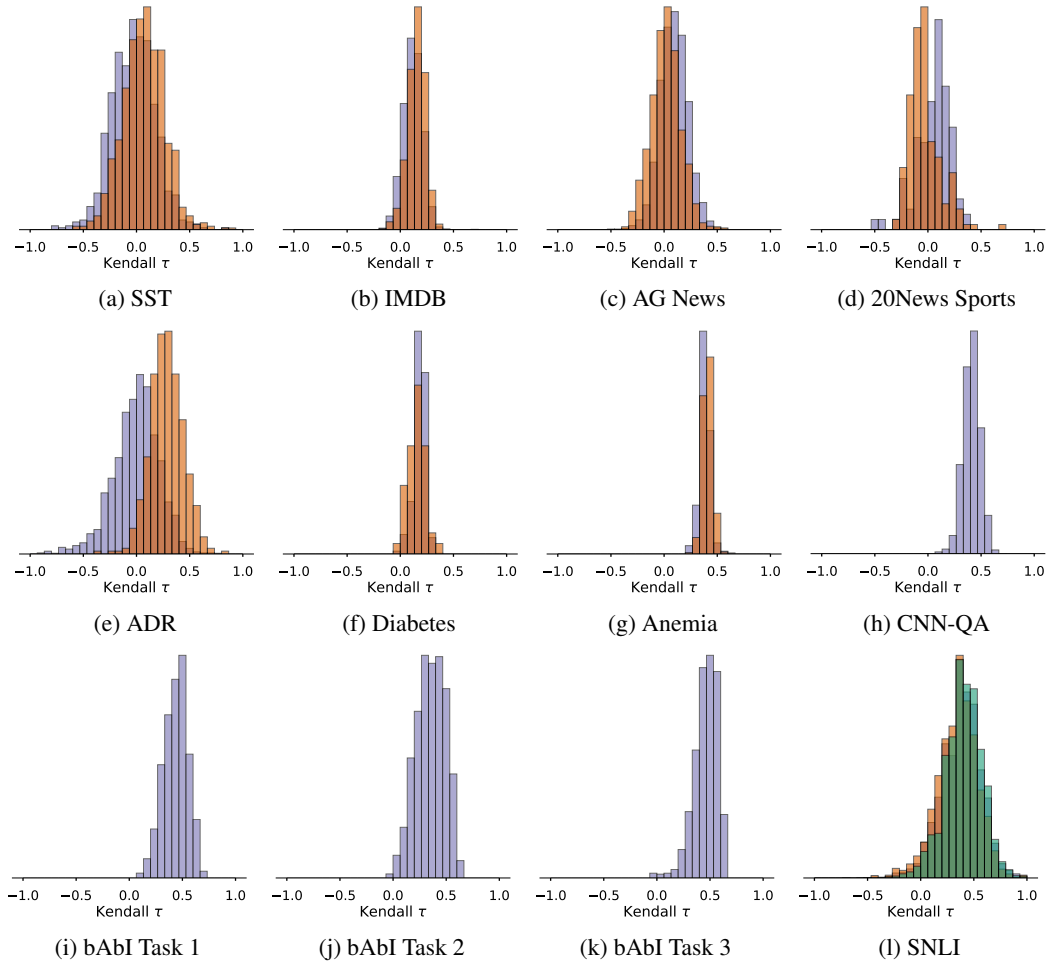 −1.0 −0.5 0.0 0.5 1.0
Kendall τ
(a) SST
−1.0 −0.5 0.0 0.5 1.0
Kendall τ
(b) IMDB
−1.0 −0.5 0.0 0.5 1.0
Kendall τ
(c) AG News
−1.0 −0.5 0.0 0.5 1.0
Kendall τ
(d) 20News Sports
−1.0 −0.5 0.0 0.5 1.0
Kendall τ
(e) ADR
−1.0 −0.5 0.0 0.5 1.0
Kendall τ
(f) Diabetes
−1.0 −0.5 0.0 0.5 1.0
Kendall τ
(g) Anemia
−1.0 −0.5 0.0 0.5 1.0
Kendall τ
(h) CNN-QA
−1.0 −0.5 0.0 0.5 1.0
Kendall τ
(i) bAbI Task 1
−1.0 −0.5 0.0 0.5 1.0
Kendall τ
(j) bAbI Task 2
−1.0 −0.5 0.0 0.5 1.0
Kendall τ
(k) bAbI Task 3
−1.0 −0.5 0.0 0.5 1.0
Kendall τ
(l) SNLI